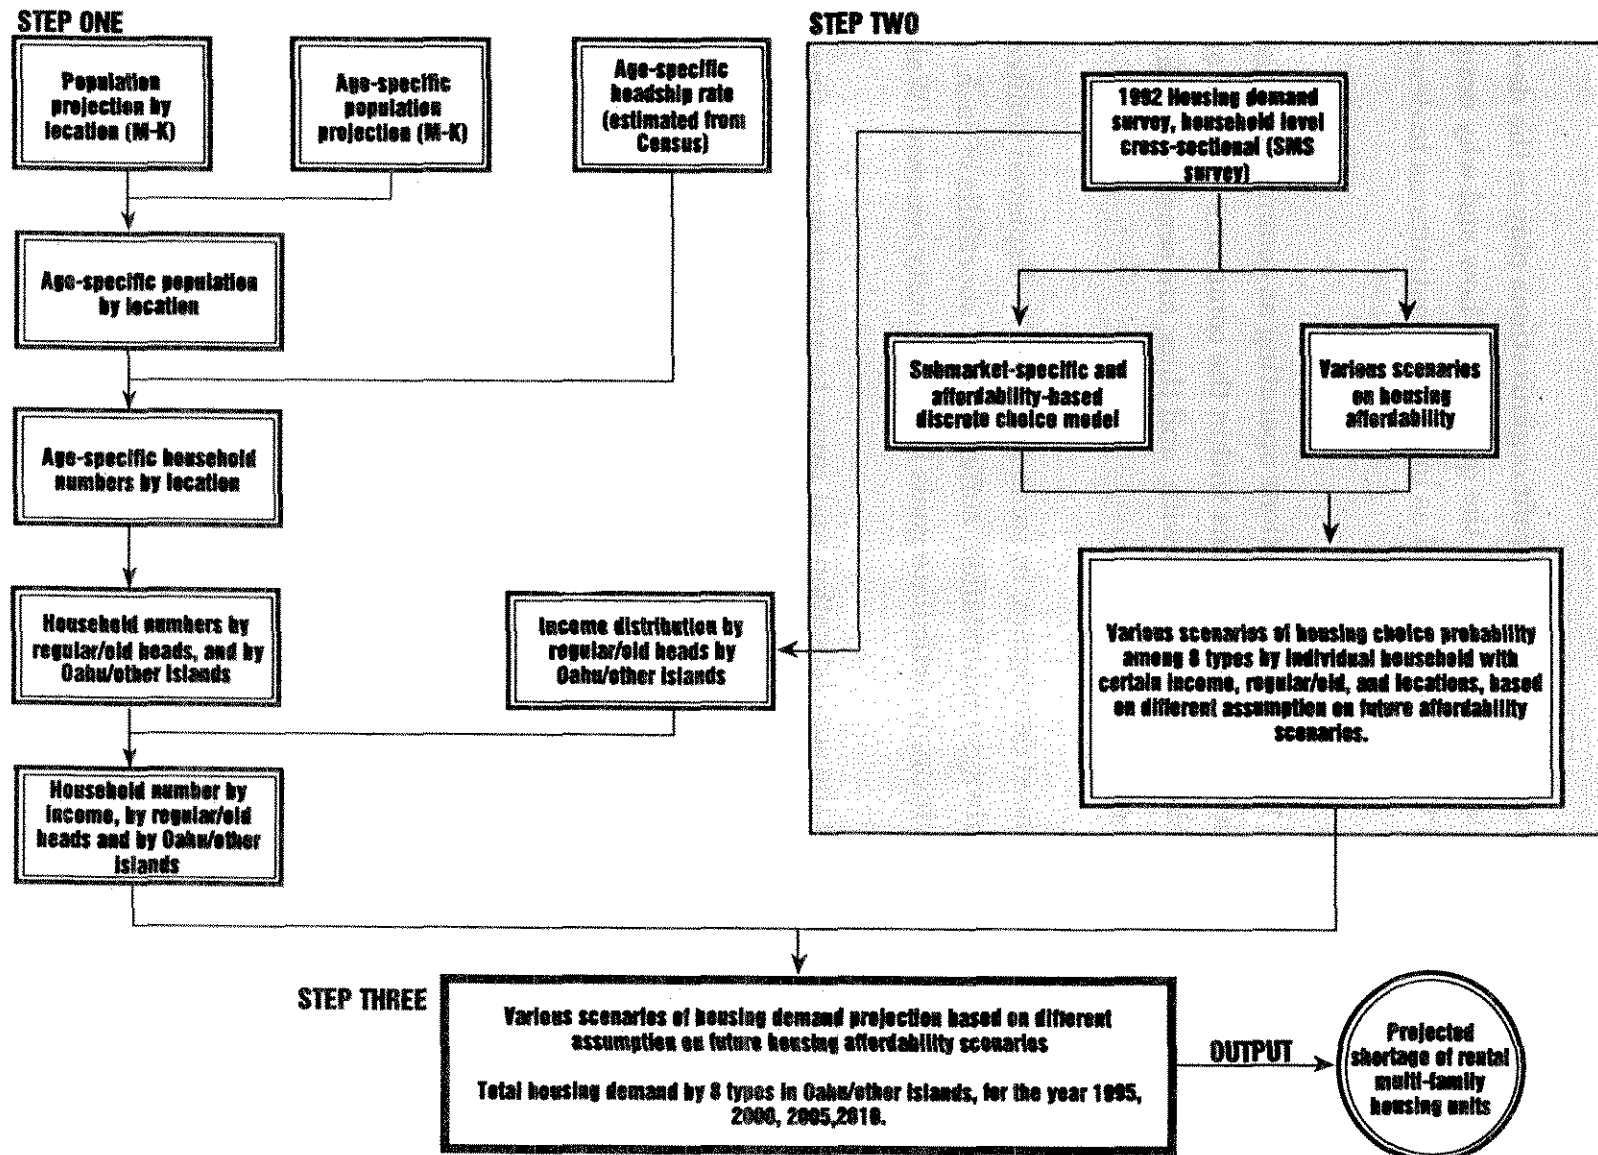 STEP ONE
Population
projection by
location (M-K)
Age-specific
population
projection (M-K)
Age-specific
headship rate
(estimated from
Census)
Age-specific population
by location
Age-specific household
numbers by location
Household numbers by
regular/old heads, and by
Oahu/other islands
Income distribution by
regular/old heads by
Oahu/other islands
Household number by
income, by regular/old
heads and by Oahu/other
islands
STEP TWO
1992 Housing demand
survey, household level
cross-sectional (SMS
survey)
Submarket-specific and
affordability-based
discrete choice model
Various scenarios
on housing
affordability
Various scenarios of housing choice probability
among 8 types by individual household with
certain income, regular/old, and locations, based
on different assumption on future affordability
scenarios.
STEP THREE
Various scenarios of housing demand projection based on different
assumption on future housing affordability scenarios
Total housing demand by 8 types in Oahu/other islands, for the year 1995,
2000, 2005,2010.
OUTPUT
Projected
shortage of rental
multi-family
housing units